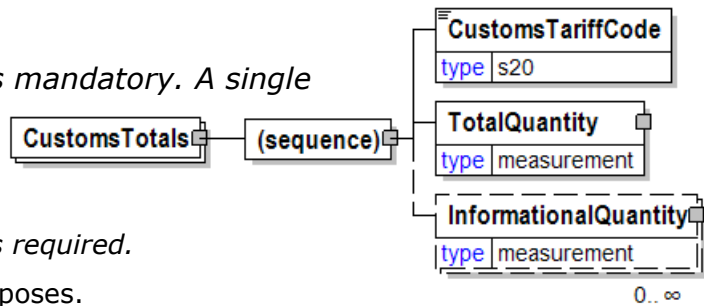 CustomsTariffCode
type s20
s mandatory. A single
CustomsTotals
(sequence)
TotalQuantity
type measurement
InformationalQuantity
type measurement
s required.
poses.
0.. ∞